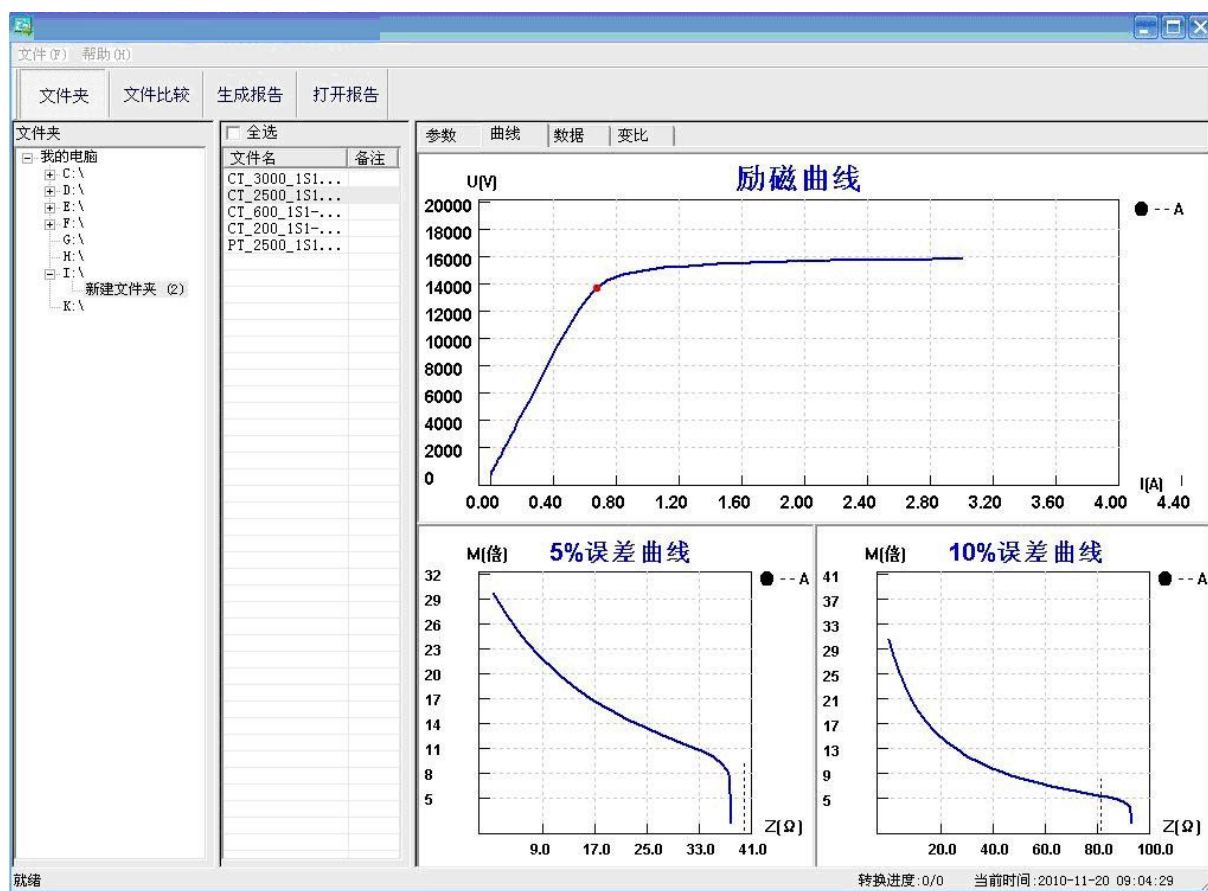 文件(F) 帮助(H)
文件夹 文件比较 生成报告 打开报告
文件夹
我的电脑
C:\
D:\
E:\
F:\
G:\
H:\
I:\
新建文件夹 (2)
K:\
全选
文件名 备注
CT_3000_1S1...
CT_2500_1S1...
CT_600_1S1-...
CT_200_1S1-...
PT_2500_1S1...
参数 曲线 数据 变比
励磁曲线
U(V)
20000
18000
16000
14000
12000
10000
8000
6000
4000
2000
0
0.00 0.40 0.80 1.20 1.60 2.00 2.40 2.80 3.20 3.60 4.00 4.40
I(A)
--A
5%误差曲线
M(倍)
32
29
26
23
20
17
14
11
8
5
9.0 17.0 25.0 33.0 41.0
Z(Ω)
--A
10%误差曲线
M(倍)
41
37
33
29
25
21
17
13
9
5
20.0 40.0 60.0 80.0 100.0
Z(Ω)
--A
就绪
转换进度:0/0 当前时间:2010-11-20 09:04:29